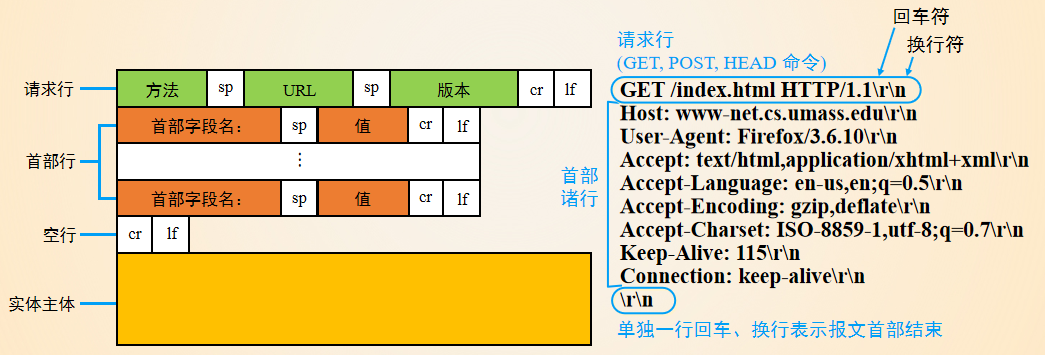 请求行
方法 sp URL sp 版本 cr lf
首部行
首部字段名： sp 值 cr lf
⋮
首部字段名： sp 值 cr lf
空行
cr lf
实体主体
回车符
换行符
请求行
(GET, POST, HEAD 命令)
GET /index.html HTTP/1.1\r\n
首部
诸行
Host: www-net.cs.umass.edu\r\n
User-Agent: Firefox/3.6.10\r\n
Accept: text/html,application/xhtml+xml\r\n
Accept-Language: en-us,en;q=0.5\r\n
Accept-Encoding: gzip,deflate\r\n
Accept-Charset: ISO-8859-1,utf-8;q=0.7\r\n
Keep-Alive: 115\r\n
Connection: keep-alive\r\n
\r\n
单独一行回车、换行表示报文首部结束